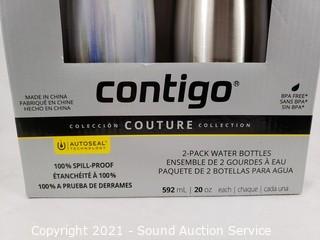 MADE IN CHINA
FABRIQUÉ EN CHINE
HECHO EN CHINA
contigo®
BPA FREE*
SANS BPA*
SIN BPA*
COLECCIÓN COUTURE COLLECTION
AUTOSEAL®
TECHNOLOGY
100% SPILL-PROOF
ÉTANCHÉITÉ À 100%
100% A PRUEBA DE DERRAMES
2-PACK WATER BOTTLES
ENSEMBLE DE 2 GOURDES À EAU
PAQUETE DE 2 BOTELLAS PARA AGUA
592 mL | 20 oz each | chaque | cada una
Copyright 2021 - Sound Auction Service